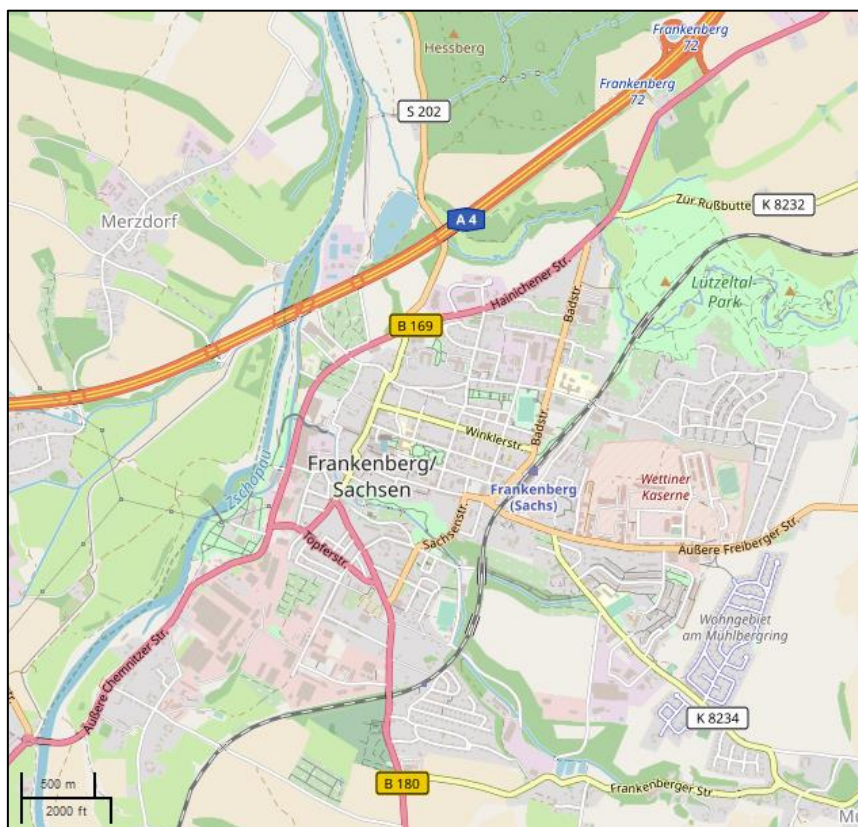 Frankenberg
72
Hessberg
Frankenberg
72
S 202
Zur Rußbutte
K 8232
Merzdorf
A 4
Lützeltal
Park
Hainichener Str.
Badstr.
B 169
Winklerstr.
Badstr.
Frankenberg/
Sachsen
Zschopau
Frankenberg
(Sachs)
Wettiner
Kaserne
Sachsenstr.
Töpferstr.
Äußere Freiberger Str.
Wohngebiet
am Mühlbergring
Äußere Chemnitzer Str.
K 8234
500 m
2000 ft
B 180
Frankenberger Str.